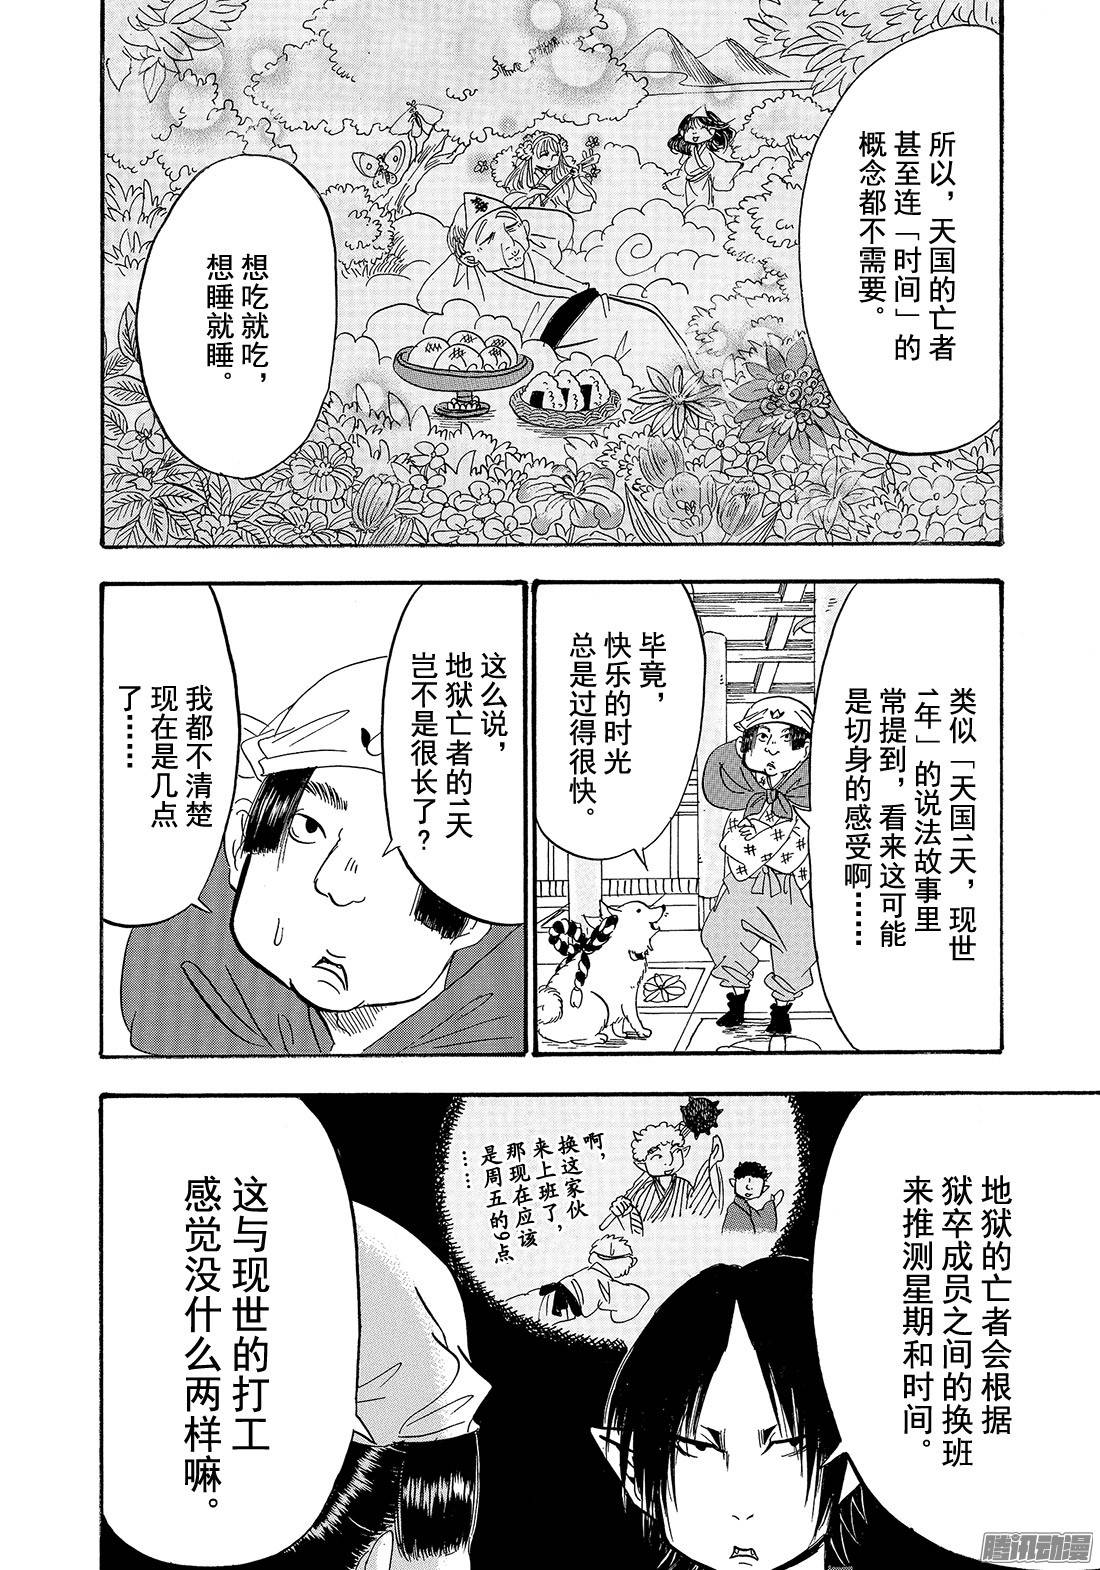 所以，天国的亡者
甚至连「时间」的
概念都不需要。
想吃就吃，
想睡就睡。
类似「天国1天，现世
1年」的说法故事里
常提到，看来这可能
是切身的感受啊……
毕竟，
快乐的时光
总是过得很快。
这么说，
地狱亡者的1天
岂不是很长了？
我都不清楚
现在是几点
了……
地狱的亡者会根据
狱卒成员之间的换班
来推测星期和时间。
啊，
换这家伙
来上班了，
那现在应该
是周五的9点
……
这与现世的打工
感觉没什么两样嘛。
腾讯动漫